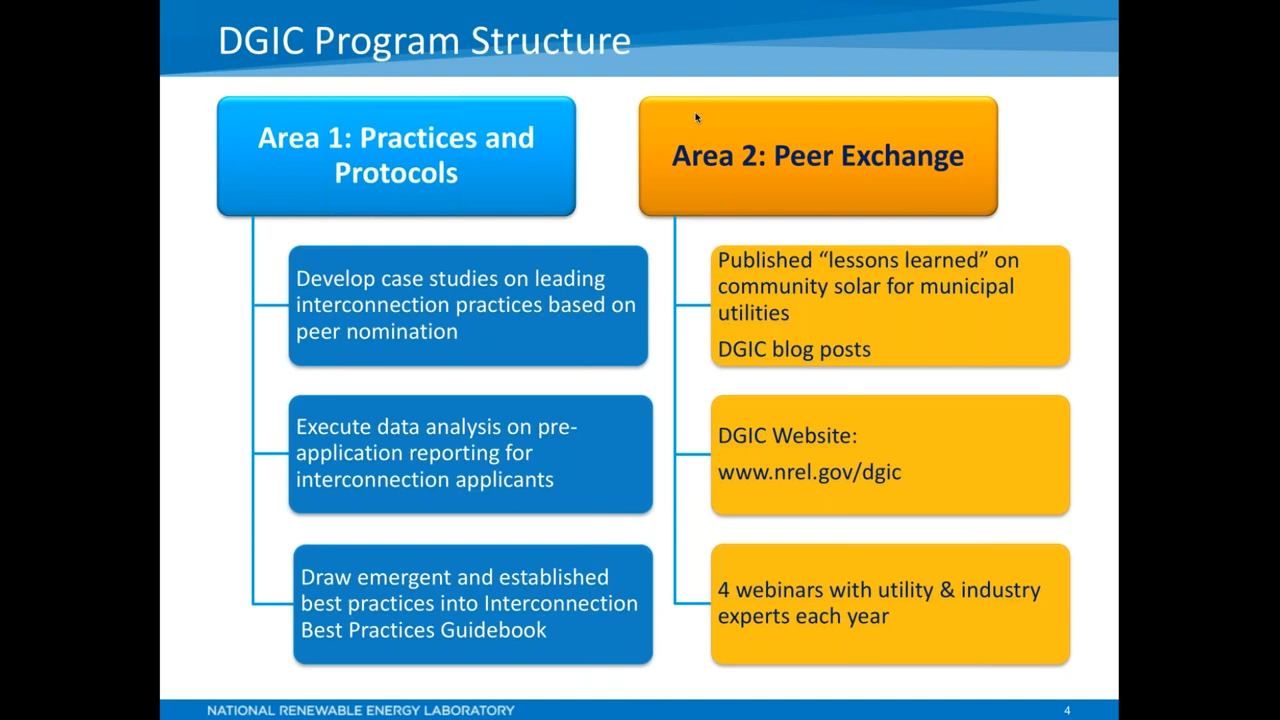 DGIC Program Structure
Area 1: Practices and
Protocols
Develop case studies on leading
interconnection practices based on
peer nomination
Execute data analysis on pre-
application reporting for
interconnection applicants
Draw emergent and established
best practices into Interconnection
Best Practices Guidebook
Area 2: Peer Exchange
Published “lessons learned” on
community solar for municipal
utilities
DGIC blog posts
DGIC Website:
www.nrel.gov/dgic
4 webinars with utility & industry
experts each year
NATIONAL RENEWABLE ENERGY LABORATORY
4